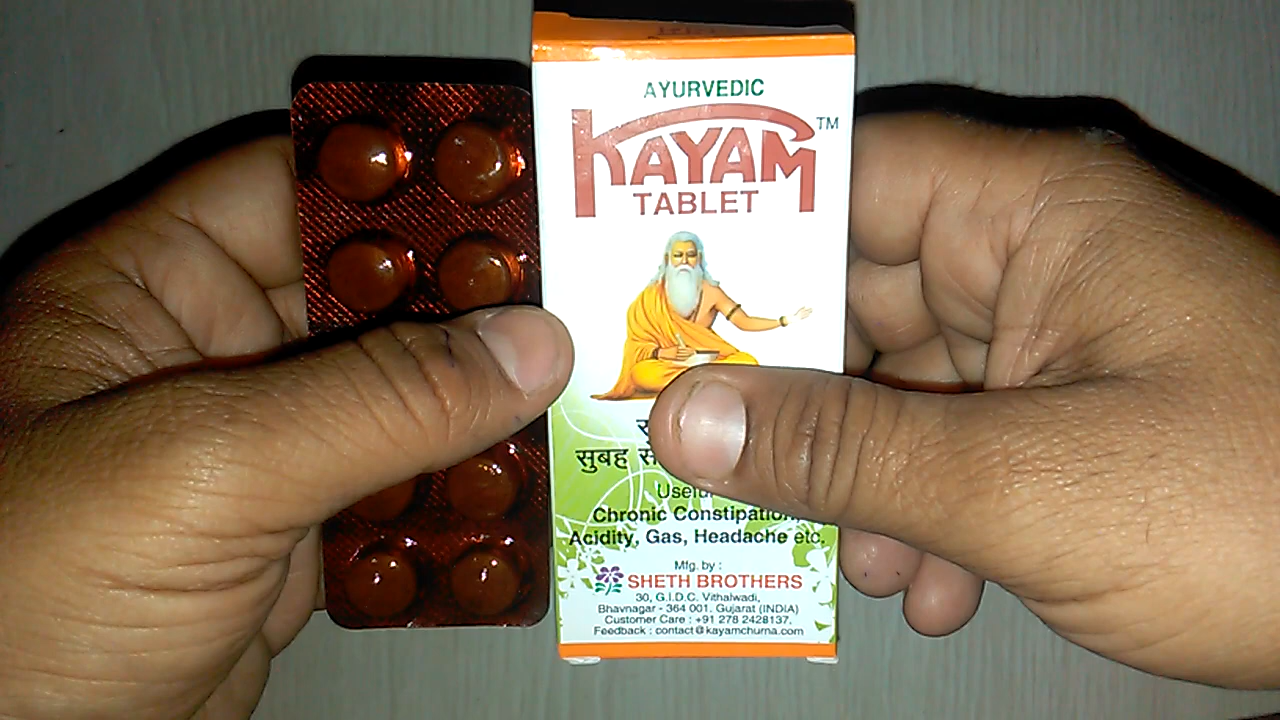 AYURVEDIC
KAYAM™
TABLET
सुबह
Chronic Constipation,
Acidity, Gas, Headache etc.
Mfg. by :
SHETH BROTHERS
30, G.I.D.C. Vithalwadi,
Bhavnagar - 364 001. Gujarat (INDIA)
Customer Care : +91 278 2428137.
Feedback : contact@kayamchurna.com